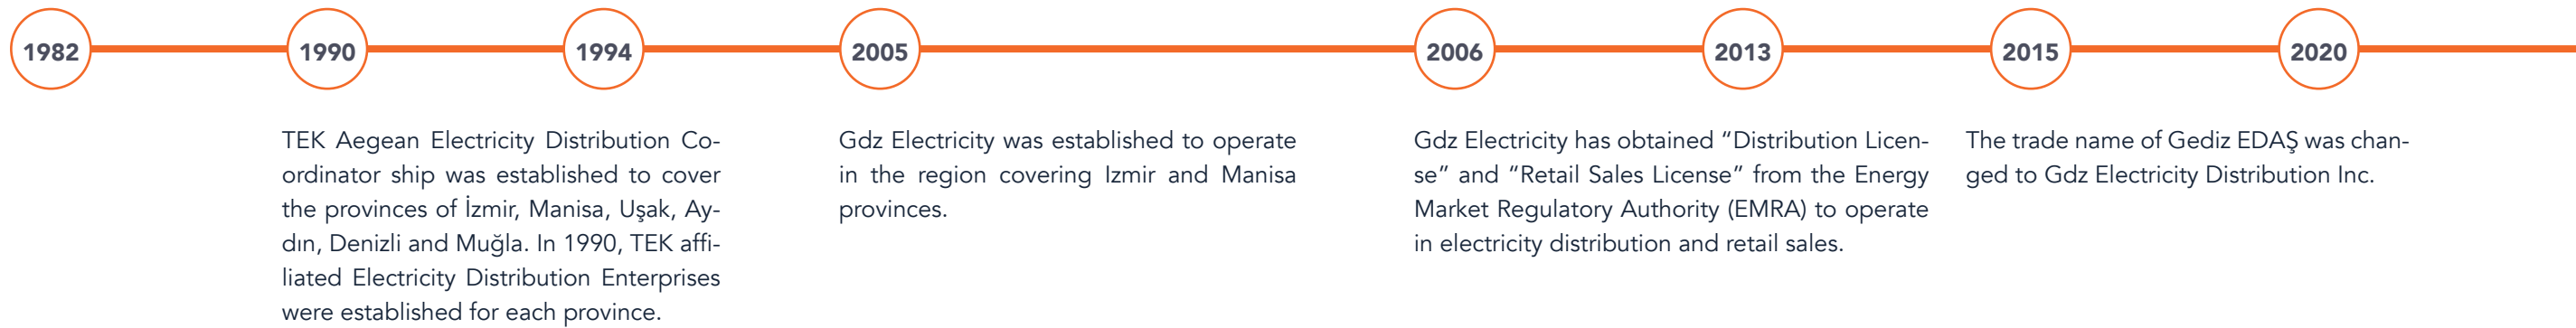 1982
1990
1994
2005
2006
2013
2015
2020
TEK Aegean Electricity Distribution Co-
ordinator ship was established to cover
the provinces of İzmir, Manisa, Uşak, Ay-
dın, Denizli and Muğla. In 1990, TEK affi-
liated Electricity Distribution Enterprises
were established for each province.
Gdz Electricity was established to operate
in the region covering Izmir and Manisa
provinces.
Gdz Electricity has obtained “Distribution Licen-
se” and “Retail Sales License” from the Energy
Market Regulatory Authority (EMRA) to operate
in electricity distribution and retail sales.
The trade name of Gediz EDAŞ was chan-
ged to Gdz Electricity Distribution Inc.